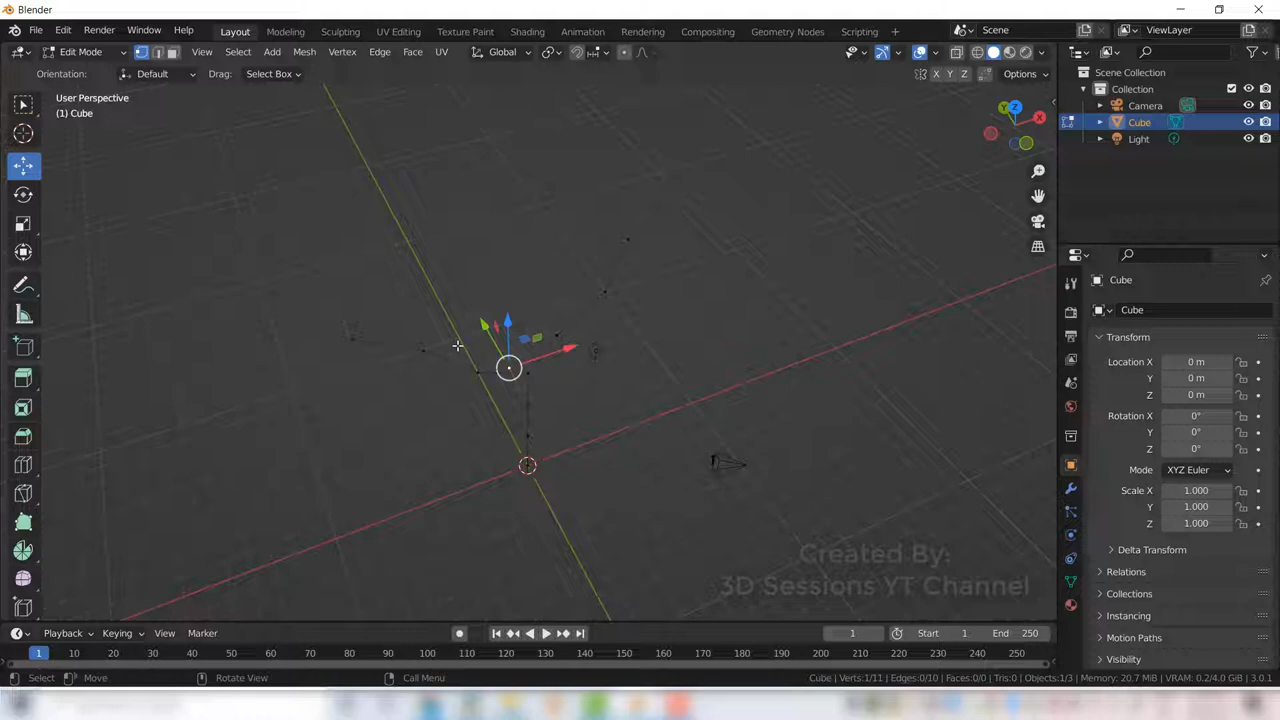 Blender
File Edit Render Window Help Layout Modeling Sculpting UV Editing Texture Paint Shading Animation Rendering Compositing Geometry Nodes Scripting + Scene ViewLayer
Edit Mode View Select Add Mesh Vertex Edge Face UV Global
Orientation: Default Drag: Select Box X Y Z Options
User Perspective
(1) Cube
Scene Collection
Collection
Camera
Cube
Light
Y Z X
Cube
Cube
Transform
Location X 0 m
Y 0 m
Z 0 m
Rotation X 0°
Y 0°
Z 0°
Mode XYZ Euler
Scale X 1.000
Y 1.000
Z 1.000
Delta Transform
Relations
Collections
Instancing
Motion Paths
Visibility
Created By:
3D Sessions YT Channel
Playback Keying View Marker 1 Start 1 End 250
1 10 20 30 40 50 60 70 80 90 100 110 120 130 140 150 160 170 180 190 200 210 220 230 240 250
Select Move Rotate View Call Menu Cube | Verts:1/11 | Edges:0/10 | Faces:0/0 | Tris:0 | Objects:1/3 | Memory: 20.7 MiB | VRAM: 0.2/4.0 GiB | 3.0.1